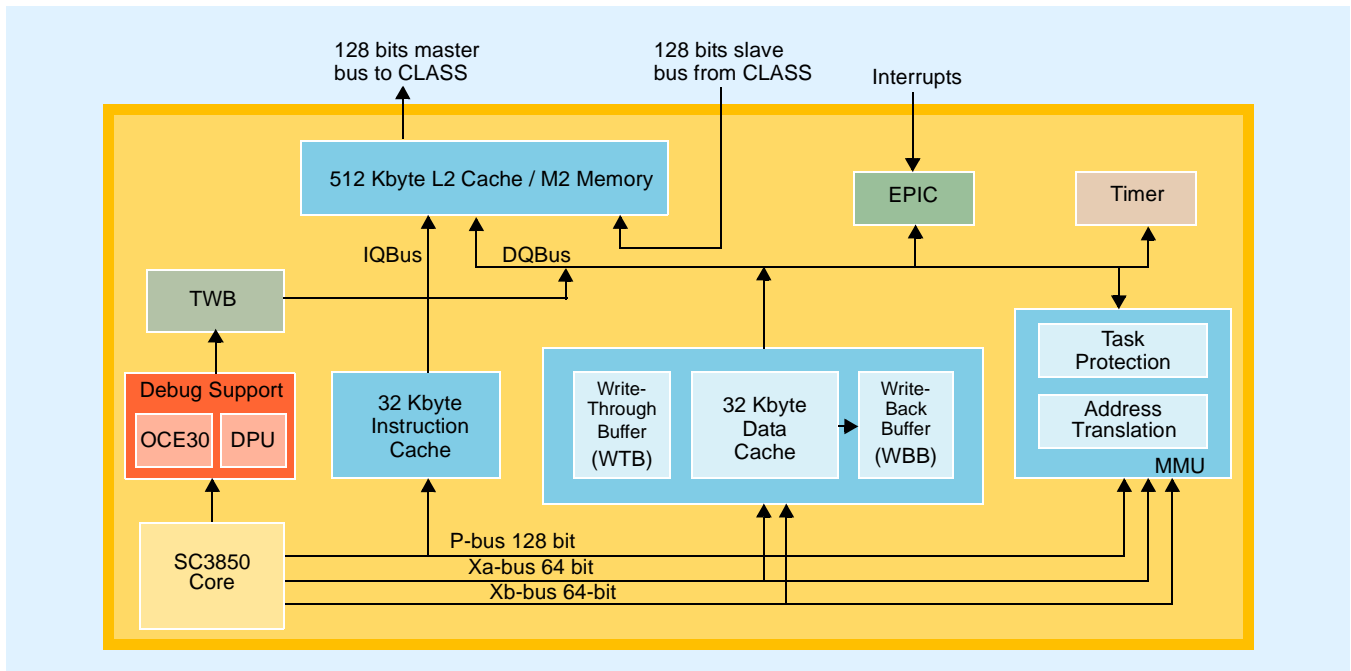 128 bits master
bus to CLASS
128 bits slave
bus from CLASS
Interrupts
512 Kbyte L2 Cache / M2 Memory
EPIC
Timer
IQBus
DQBus
TWB
Task
Protection
Address
Translation
MMU
Debug Support
OCE30
DPU
32 Kbyte
Instruction
Cache
Write-
Through
Buffer
(WTB)
32 Kbyte
Data
Cache
Write-
Back
Buffer
(WBB)
SC3850
Core
P-bus 128 bit
Xa-bus 64 bit
Xb-bus 64-bit